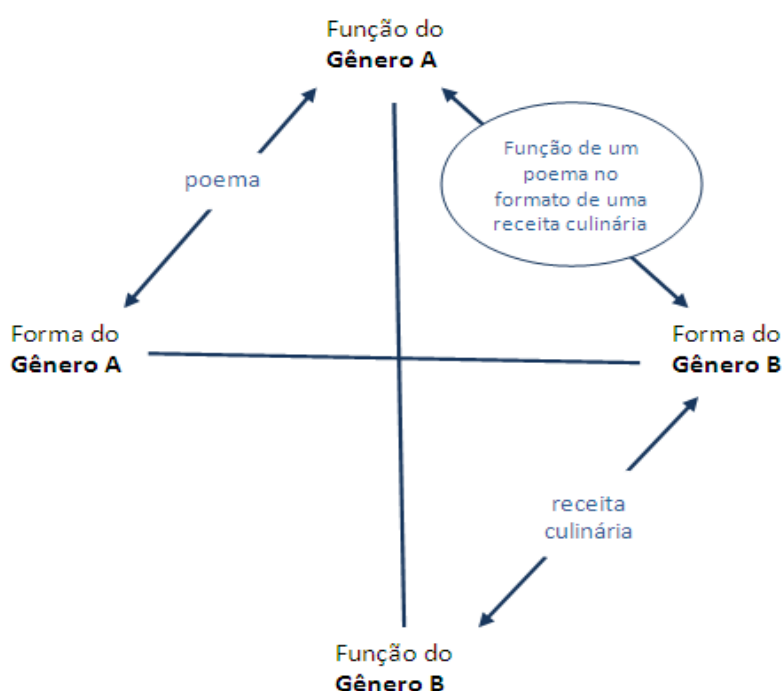 Função do
Gênero A
Função de um
poema no
formato de uma
receita culinária
poema
Forma do
Gênero A
Forma do
Gênero B
receita
culinária
Função do
Gênero B